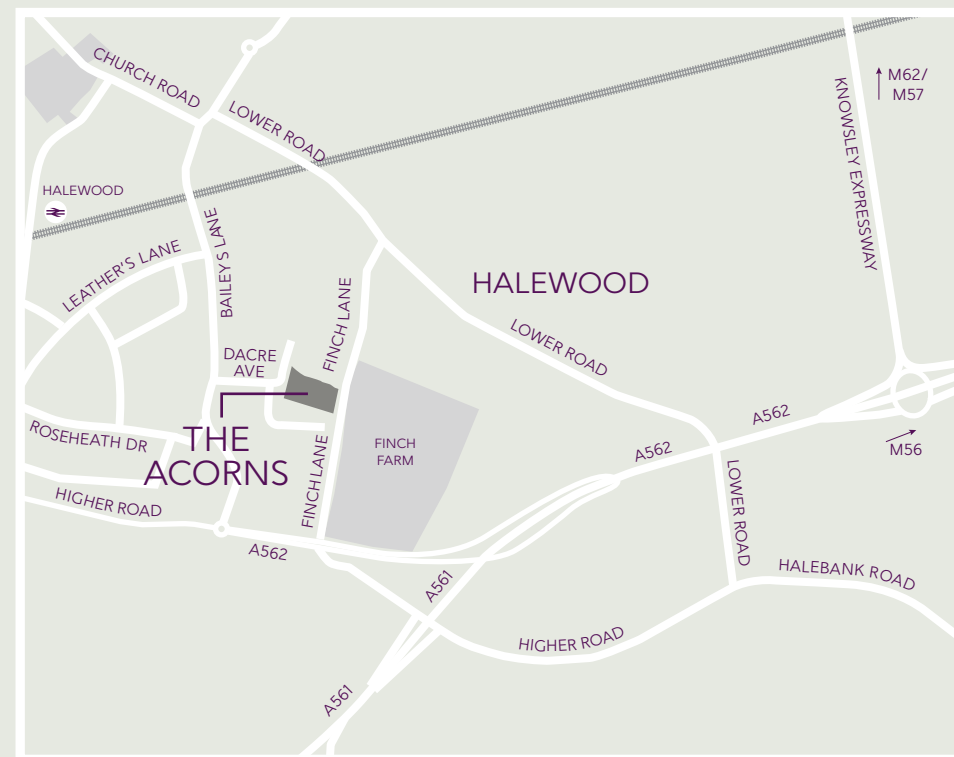 CHURCH ROAD
LOWER ROAD
M62/
M57
KNOWSLEY EXPRESSWAY
HALEWOOD
LEATHER'S LANE
BAILEY'S LANE
HALEWOOD
FINCH LANE
LOWER ROAD
DACRE
AVE
THE
ACORNS
ROSEHEATH DR
FINCH
FARM
A562
A562
M56
FINCH LANE
LOWER ROAD
HIGHER ROAD
A562
A561
HALEBANK ROAD
HIGHER ROAD
A561